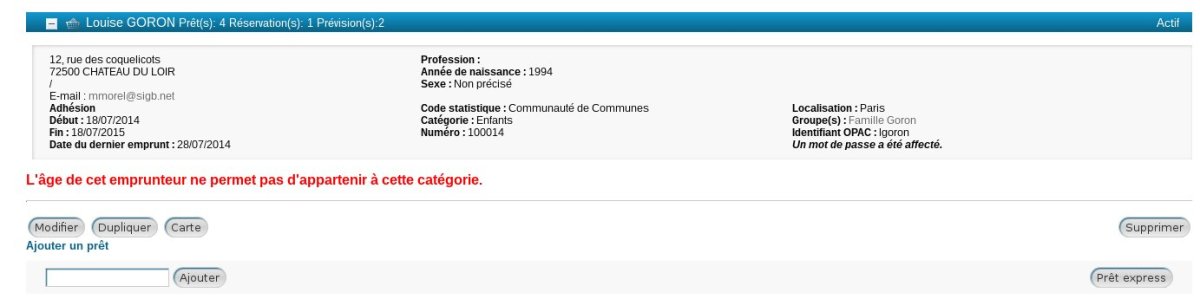 Louise GORON Prêt(s): 4 Réservation(s): 1 Prévision(s):2 Actif
12, rue des coquelicots
72500 CHATEAU DU LOIR
/
E-mail : mmorel@sigb.net
Adhésion
Début : 18/07/2014
Fin : 18/07/2015
Date du dernier emprunt : 28/07/2014
Profession :
Année de naissance : 1994
Sexe : Non précisé
Code statistique : Communauté de Communes
Catégorie : Enfants
Numéro : 100014
Localisation : Paris
Groupe(s) : Famille Goron
Identifiant OPAC : lgoron
Un mot de passe a été affecté.
L'âge de cet emprunteur ne permet pas d'appartenir à cette catégorie.
Modifier Dupliquer Carte Supprimer
Ajouter un prêt
Ajouter Prêt express